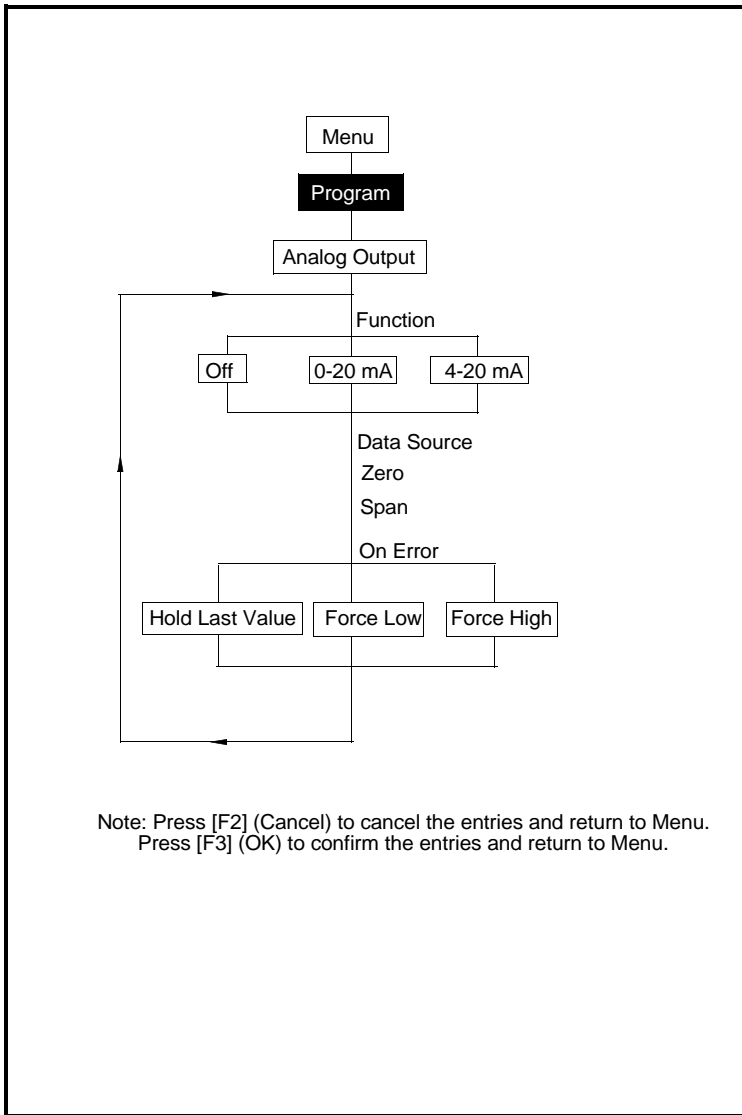 Menu
Program
Analog Output
Function
Off 0-20 mA 4-20 mA
Data Source
Zero
Span
On Error
Hold Last Value Force Low Force High
Note: Press [F2] (Cancel) to cancel the entries and return to Menu.
Press [F3] (OK) to confirm the entries and return to Menu.